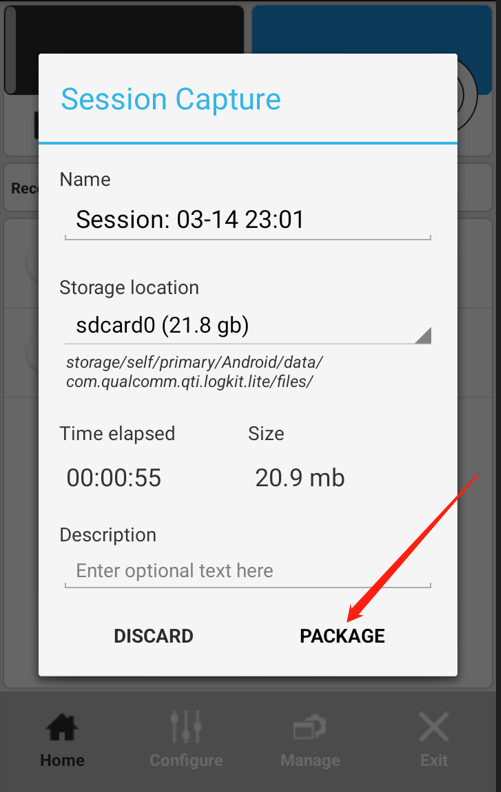 Session Capture
Rec
Name
Session: 03-14 23:01
Storage location
sdcard0 (21.8 gb)
storage/self/primary/Android/data/
com.qualcomm.qti.logkit.lite/files/
Time elapsed Size
00:00:55 20.9 mb
Description
Enter optional text here
DISCARD PACKAGE
Home Configure Manage Exit